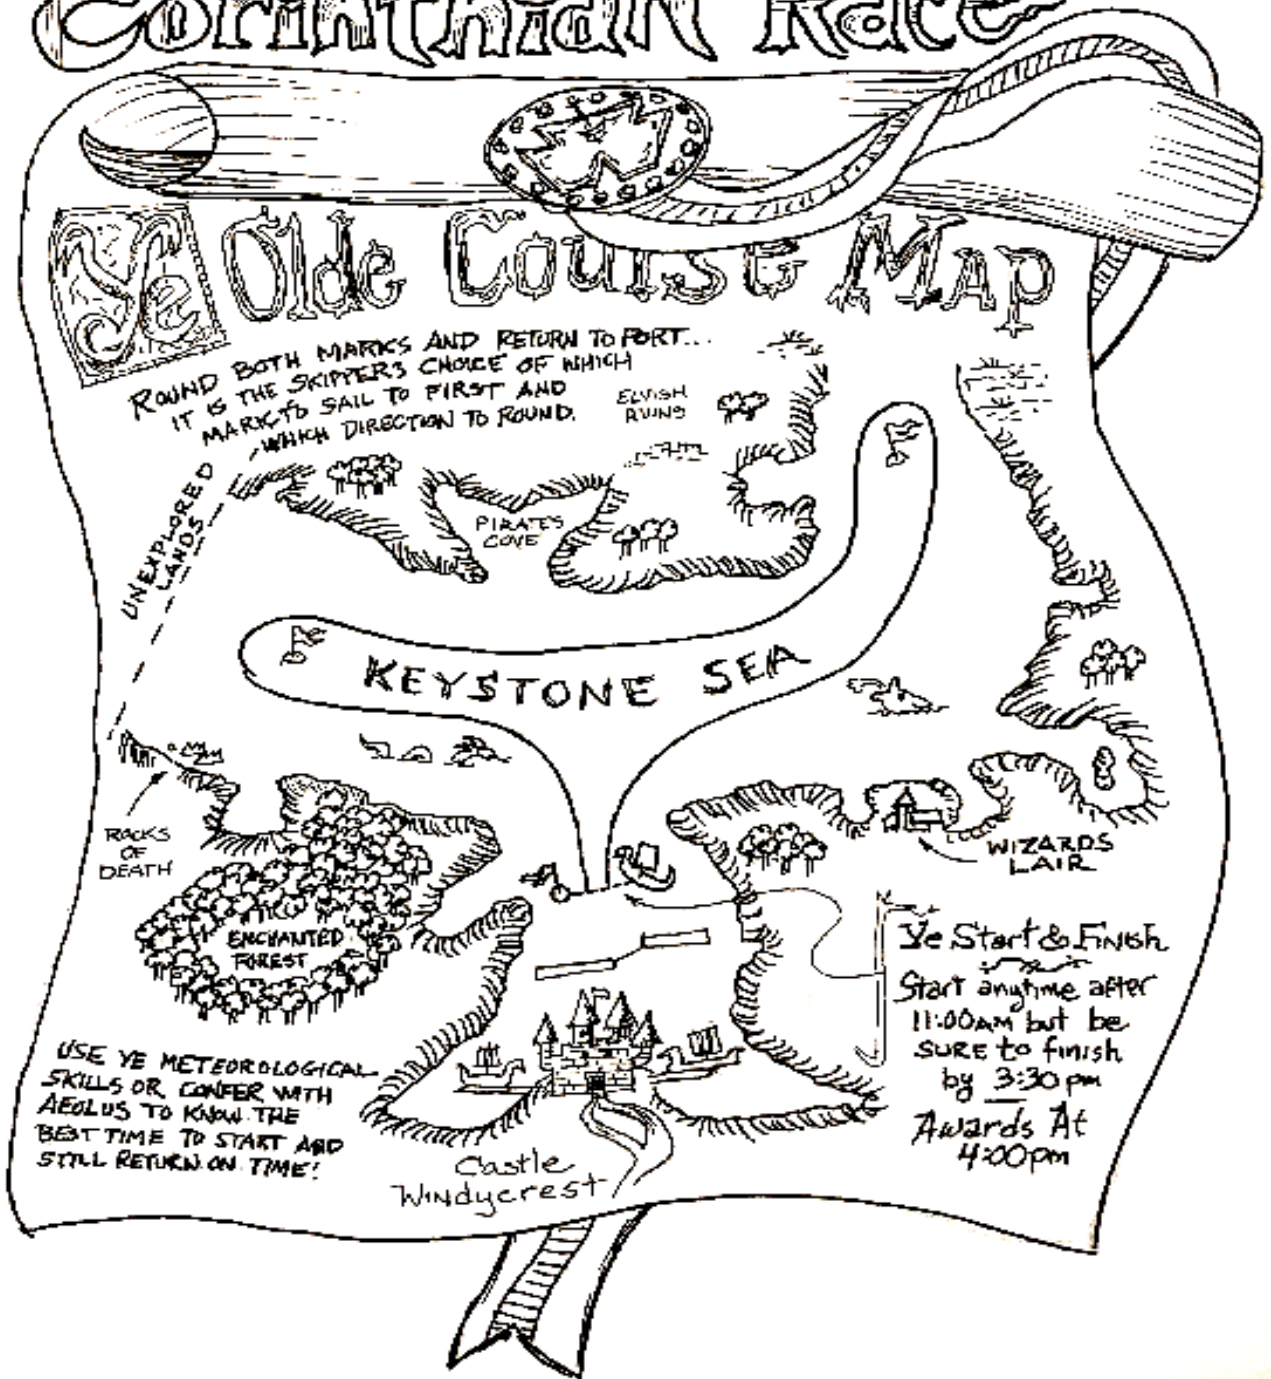 Corinthian Race
Ye Olde Course Map
ROUND BOTH MARKS AND RETURN TO PORT...
IT IS THE SKIPPERS CHOICE OF WHICH
MARK TO SAIL TO FIRST AND
WHICH DIRECTION TO ROUND.
ELVISH
RUINS
UNEXPLORED
LANDS
PIRATES
COVE
KEYSTONE SEA
ROCKS
OF
DEATH
WIZARDS
LAIR
ENCHANTED
FOREST
Ye Start & Finish
Start anytime after
11:00AM but be
SURE to finish
by 3:30pm
Awards At
4:00pm
USE YE METEOROLOGICAL
SKILLS OR CONFER WITH
AEOLUS TO KNOW THE
BEST TIME TO START AND
STILL RETURN ON TIME!
Castle
Windycrest